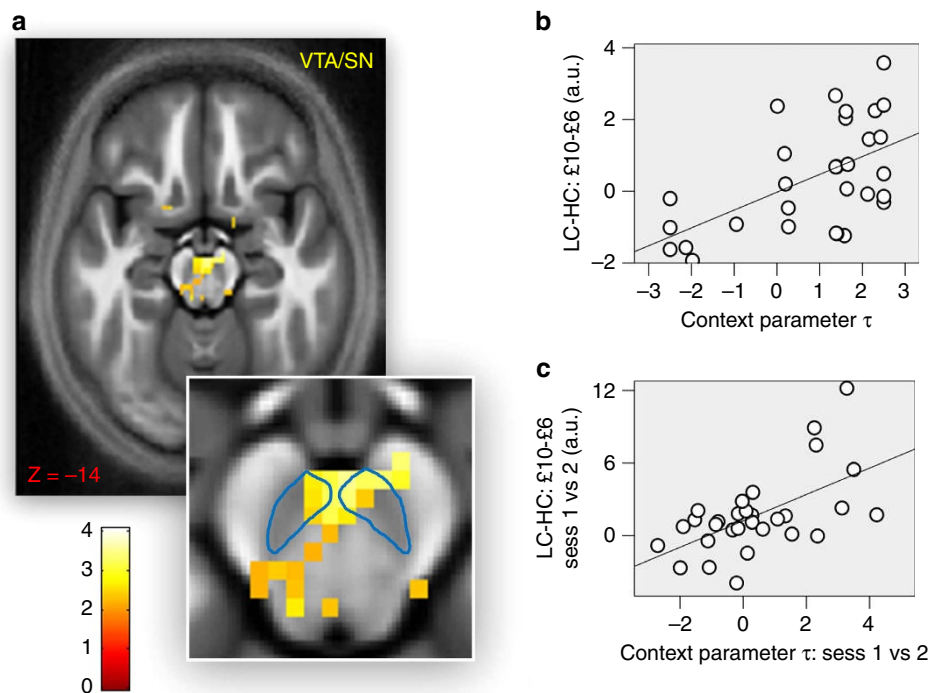 a
VTA/SN
Z = –14
4
3
2
1
0
b
LC-HC: £10-£6 (a.u.)
4
2
0
–2
–3 –2 –1 0 1 2 3
Context parameter τ
c
LC-HC: £10-£6
sess 1 vs 2 (a.u.)
12
6
0
–2 0 2 4
Context parameter τ: sess 1 vs 2